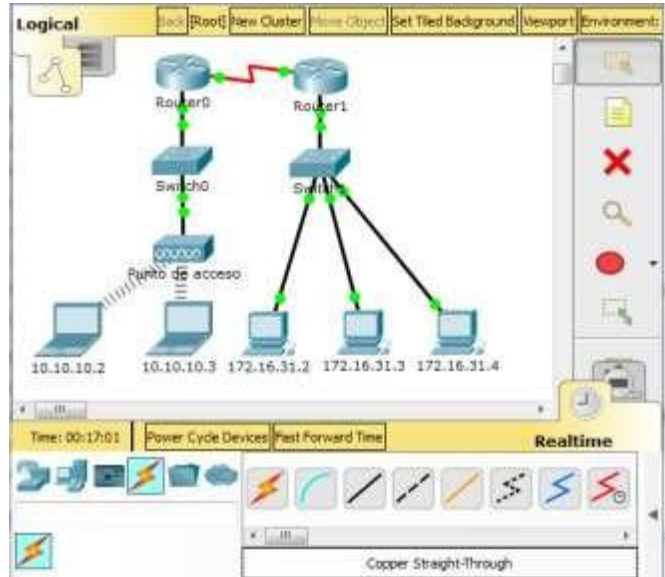 Logical
Back [Root] New Cluster Move Object Set Tiled Background Viewport Environment:
Router0
Router1
Switch0
Punto de acceso
10.10.10.2 10.10.10.3 172.16.31.2 172.16.31.3 172.16.31.4
Time: 00:17:01 Power Cycle Devices Fast Forward Time Realtime
Copper Straight-Through